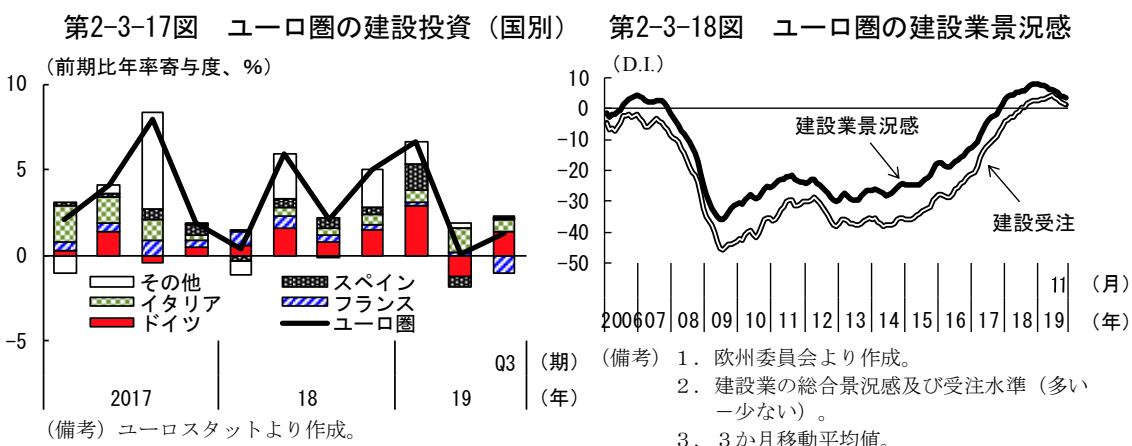 第2-3-17図　ユーロ圏の建設投資（国別）
（前期比年率寄与度、％）
10
5
0
-5
その他
スペイン
イタリア
フランス
ドイツ
ユーロ圏
Q3
（期）
2017
18
19
（年）
（備考）ユーロスタットより作成。
第2-3-18図　ユーロ圏の建設業景況感
（D.I.）
10
0
-10
-20
-30
-40
-50
建設業景況感
建設受注
11
（月）
2006 07 08 09 10 11 12 13 14 15 16 17 18 19
（年）
（備考）１．欧州委員会より作成。
２．建設業の総合景況感及び受注水準（多い
－少ない）。
３．３か月移動平均値。